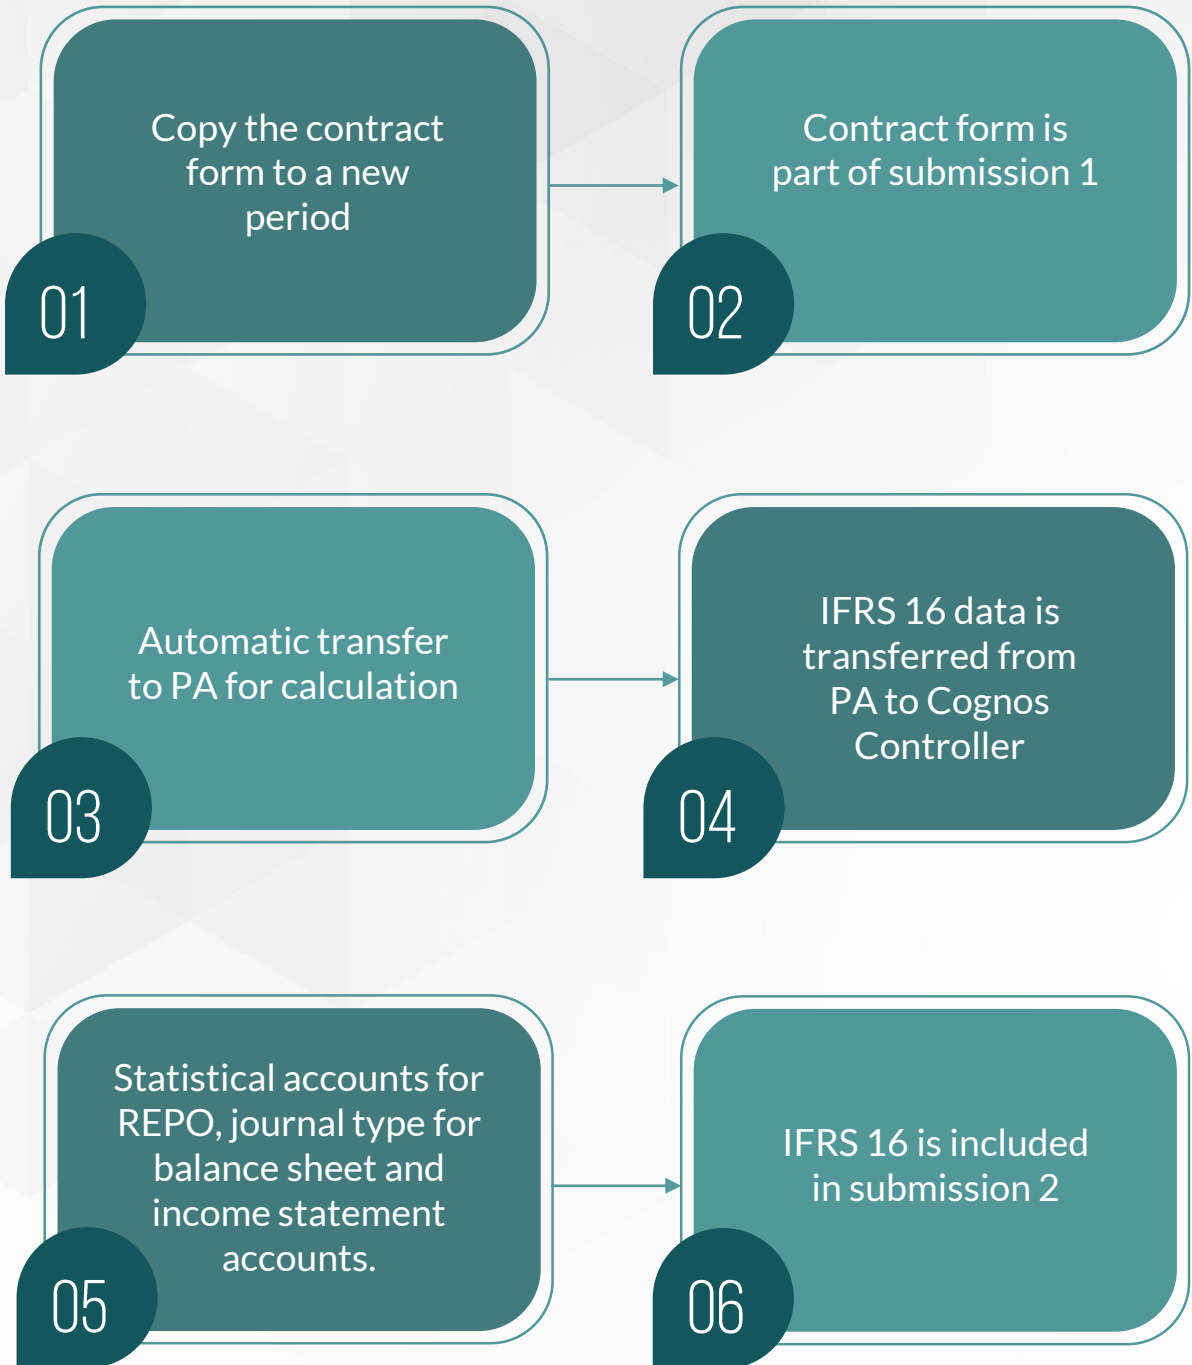 Copy the contract
form to a new
period
01
Contract form is
part of submission 1
02
Automatic transfer
to PA for calculation
03
IFRS 16 data is
transferred from
PA to Cognos
Controller
04
Statistical accounts for
REPO, journal type for
balance sheet and
income statement
accounts.
05
IFRS 16 is included
in submission 2
06